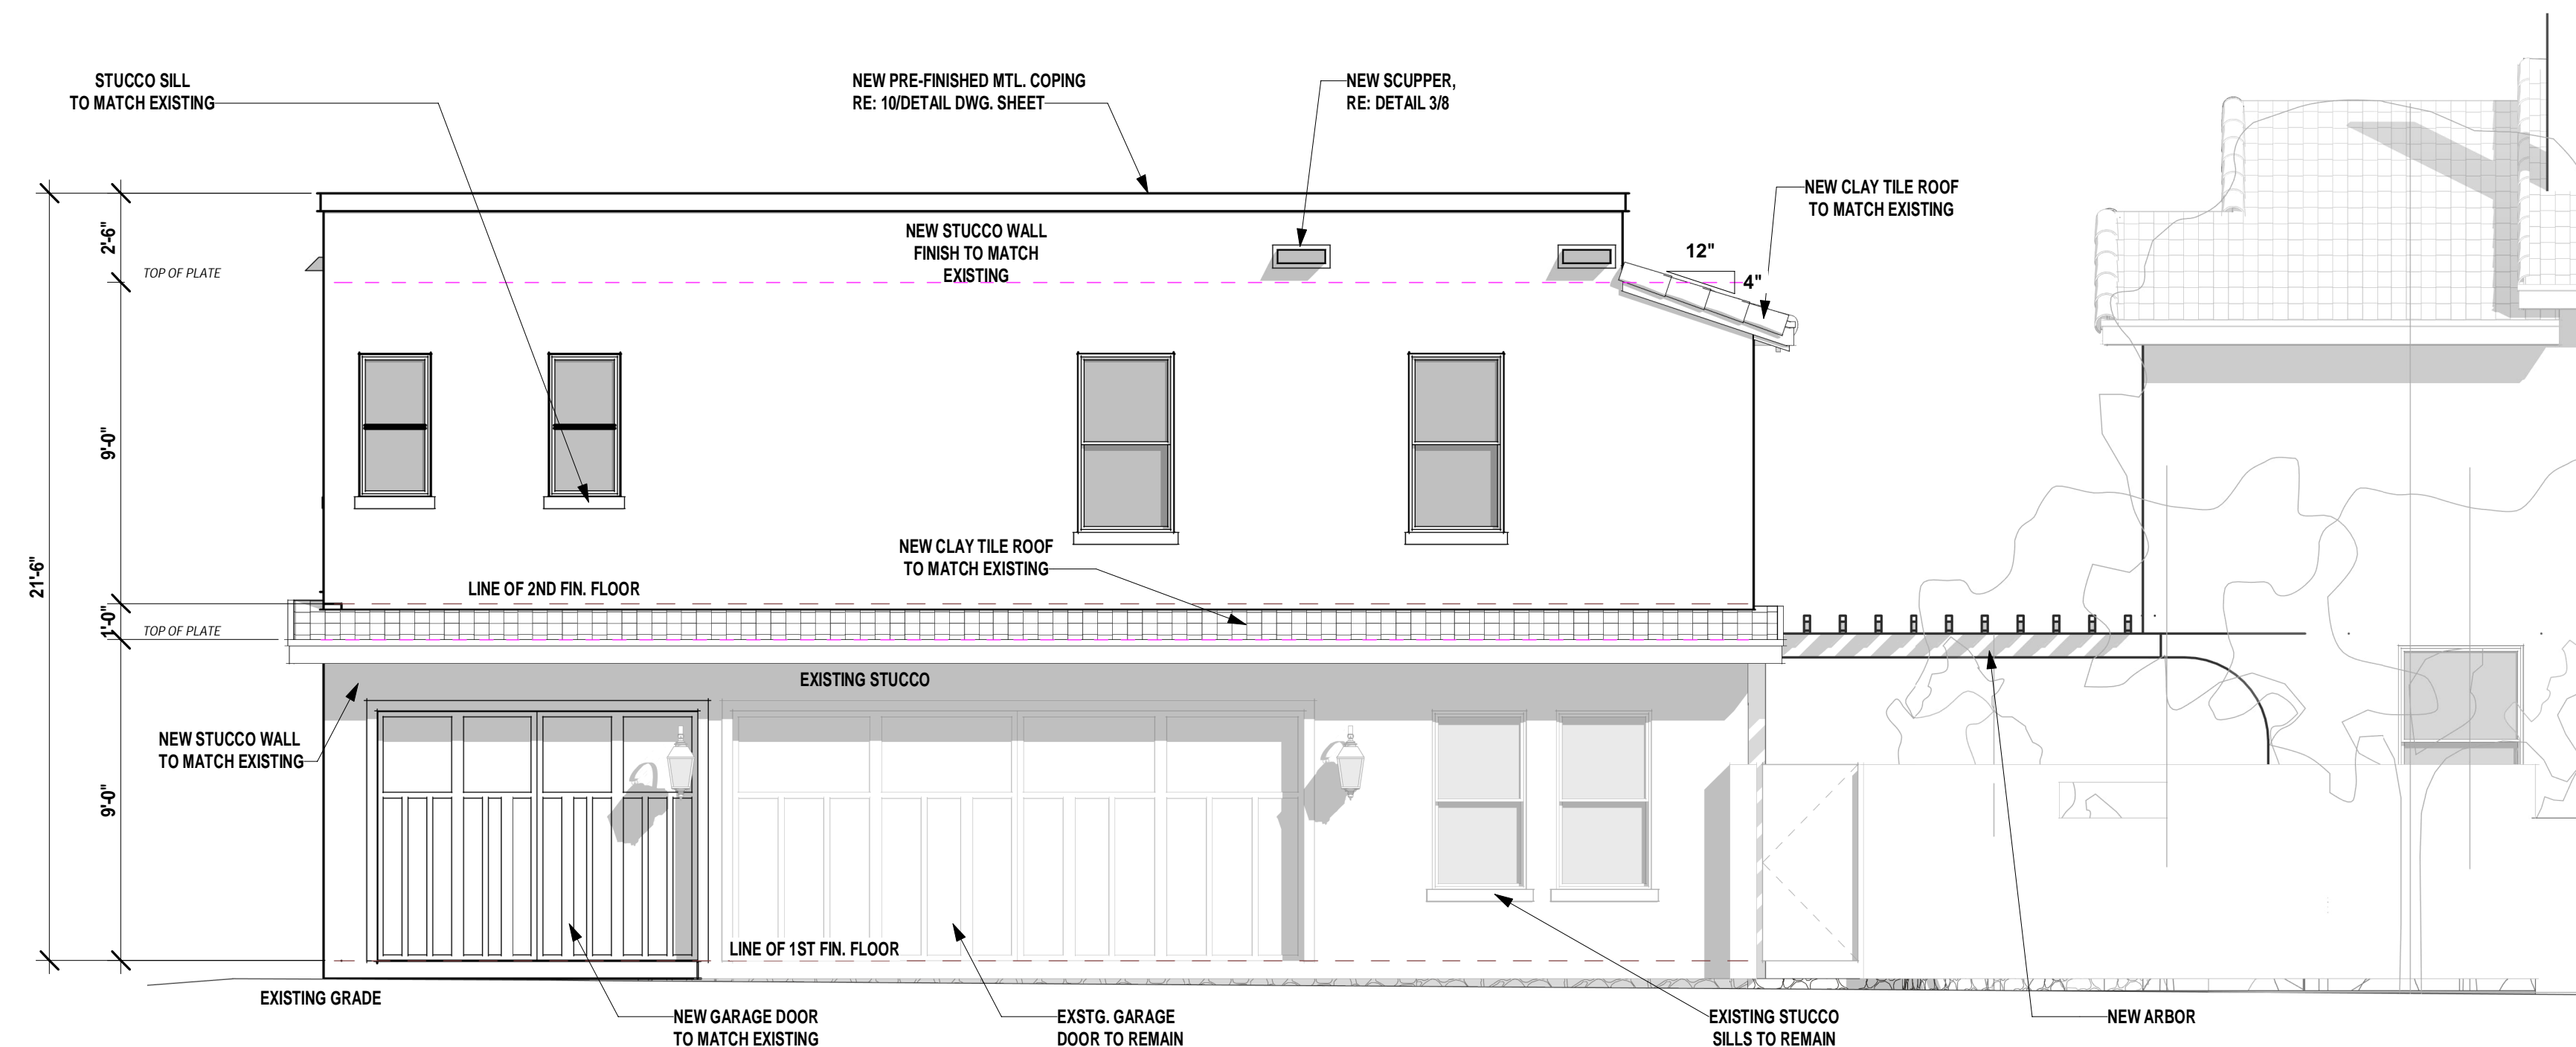 STUCCO SILL
TO MATCH EXISTING
NEW PRE-FINISHED MTL. COPING
RE: 10/DETAIL DWG. SHEET
NEW SCUPPER,
RE: DETAIL 3/8
NEW CLAY TILE ROOF
TO MATCH EXISTING
NEW STUCCO WALL
FINISH TO MATCH
EXISTING
12"
4"
2'-6"
TOP OF PLATE
9'-0"
21'-6"
NEW CLAY TILE ROOF
TO MATCH EXISTING
LINE OF 2ND FIN. FLOOR
1'-0"
TOP OF PLATE
EXISTING STUCCO
NEW STUCCO WALL
TO MATCH EXISTING
9'-0"
LINE OF 1ST FIN. FLOOR
EXISTING GRADE
NEW GARAGE DOOR
TO MATCH EXISTING
EXSTG. GARAGE
DOOR TO REMAIN
EXISTING STUCCO
SILLS TO REMAIN
NEW ARBOR